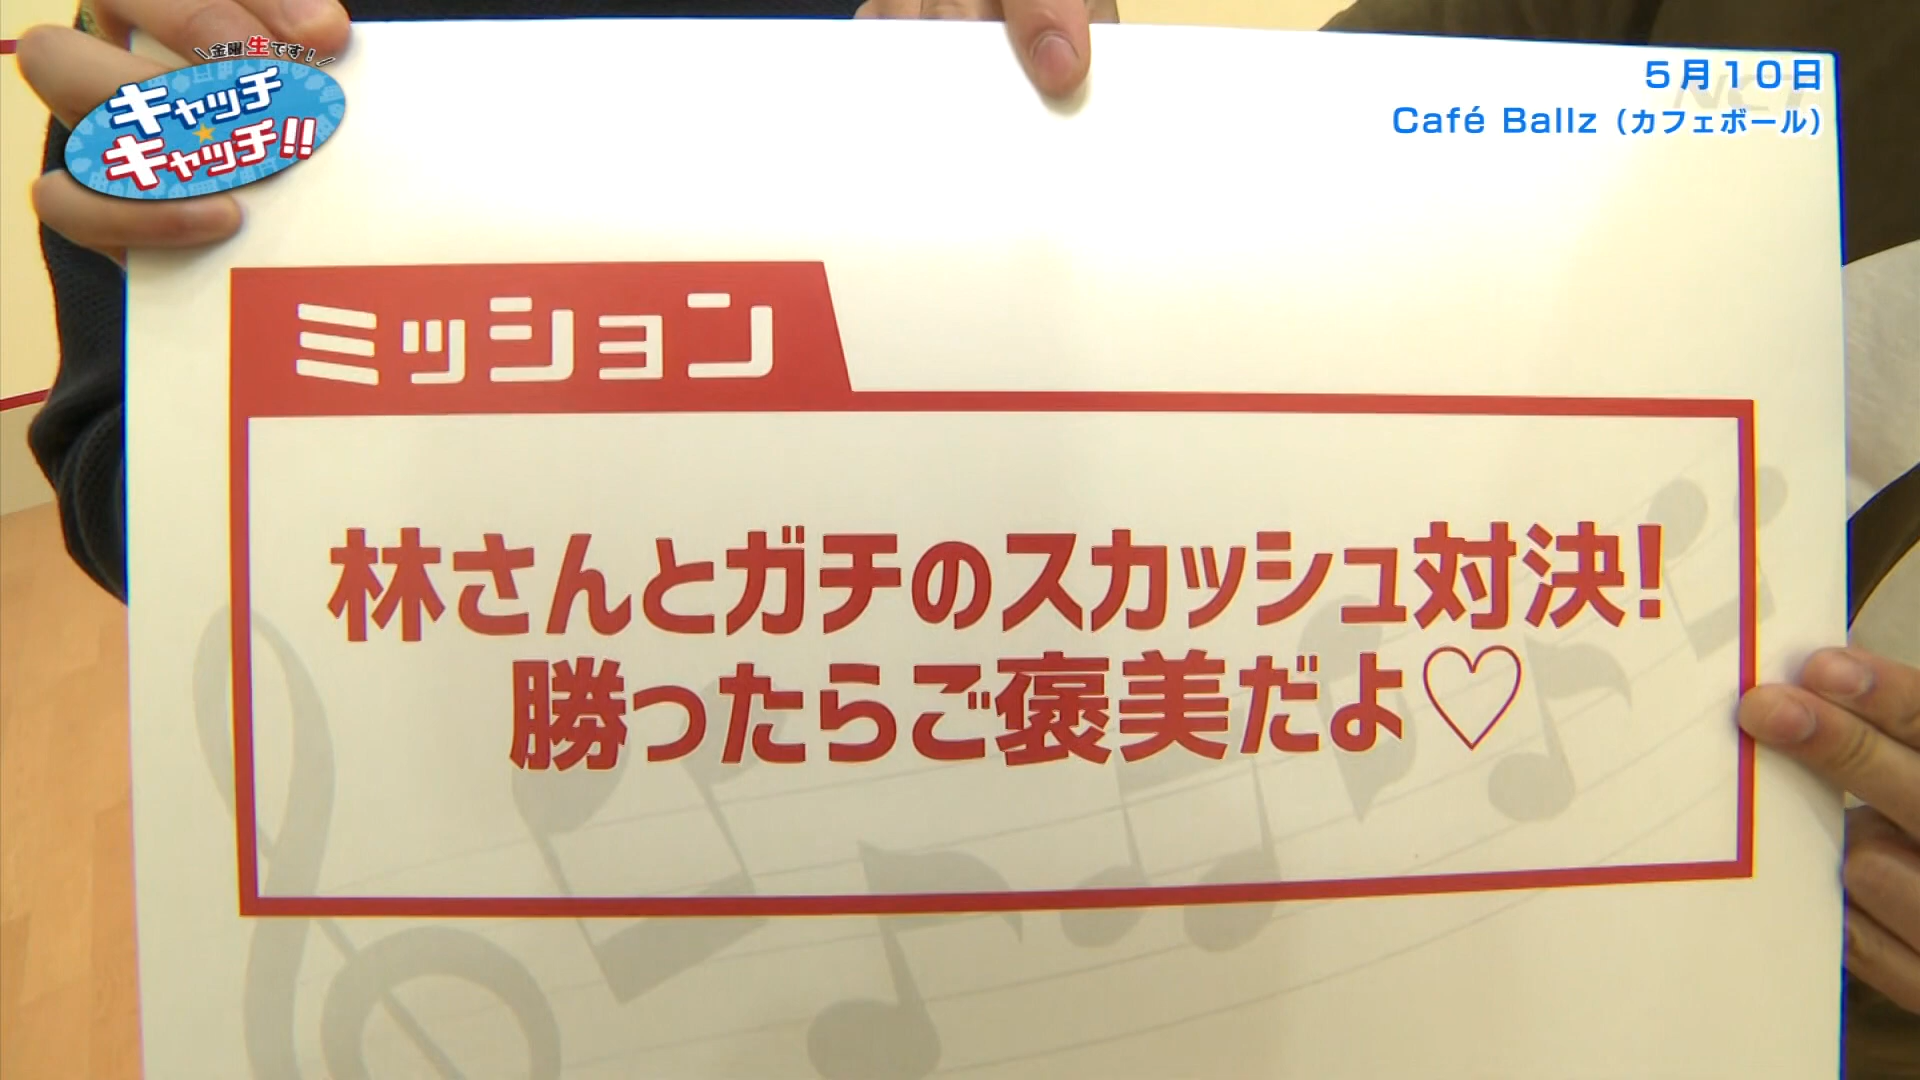 金曜生です!
キャッチ
キャッチ!!
5月10日
Café Ballz（カフェボール）
NCT
ミッション
林さんとガチのスカッシュ対決!
勝ったらご褒美だよ♡